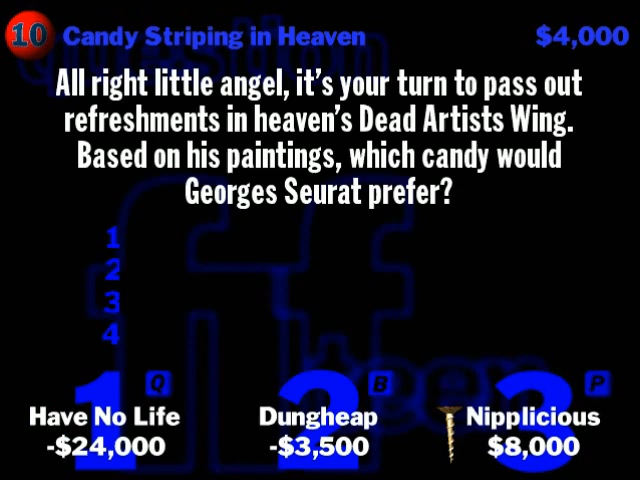 10 Candy Striping in Heaven $4,000
All right little angel, it's your turn to pass out
refreshments in heaven's Dead Artists Wing.
Based on his paintings, which candy would
Georges Seurat prefer?
1
2
3
4
1 Q 2 B 3 P
Have No Life Dungheap Nipplicious
-$24,000 -$3,500 $8,000
question
fifteen